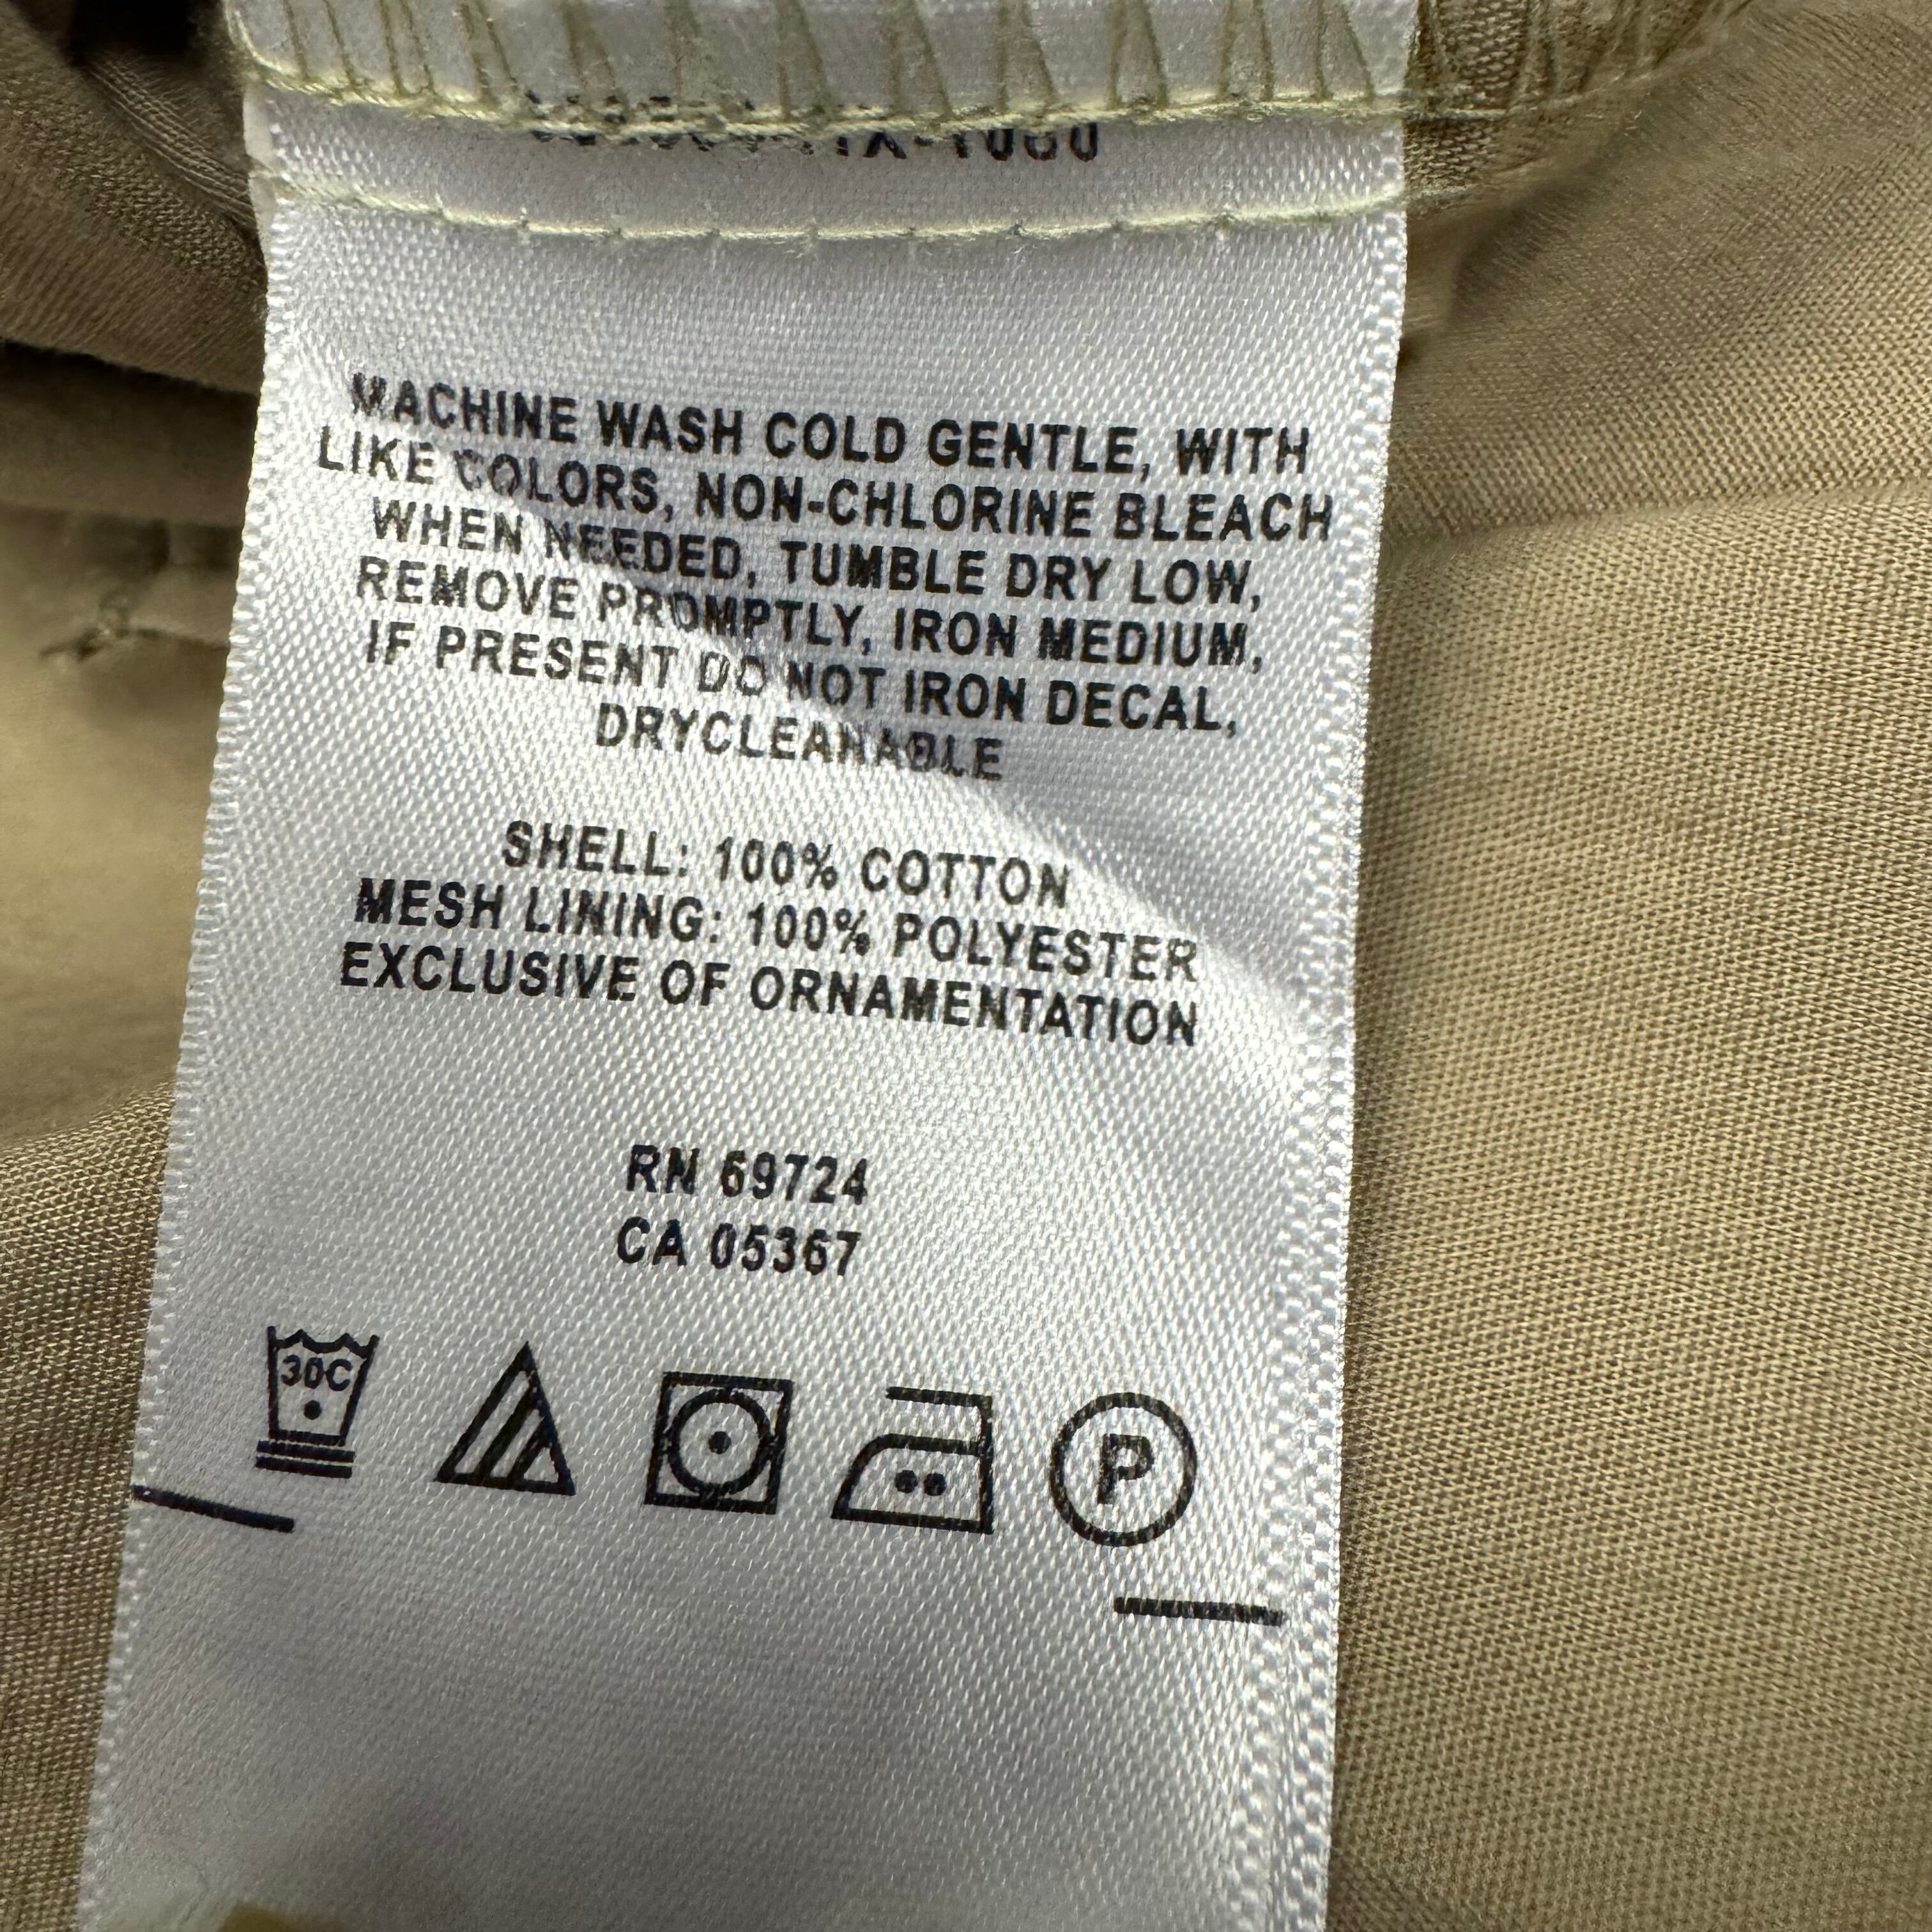 MACHINE WASH COLD GENTLE, WITH
LIKE COLORS, NON-CHLORINE BLEACH
WHEN NEEDED, TUMBLE DRY LOW,
REMOVE PROMPTLY, IRON MEDIUM,
IF PRESENT DO NOT IRON DECAL,
DRYCLEANABLE
SHELL: 100% COTTON
MESH LINING: 100% POLYESTER
EXCLUSIVE OF ORNAMENTATION
RN 69724
CA 05367
30C
P